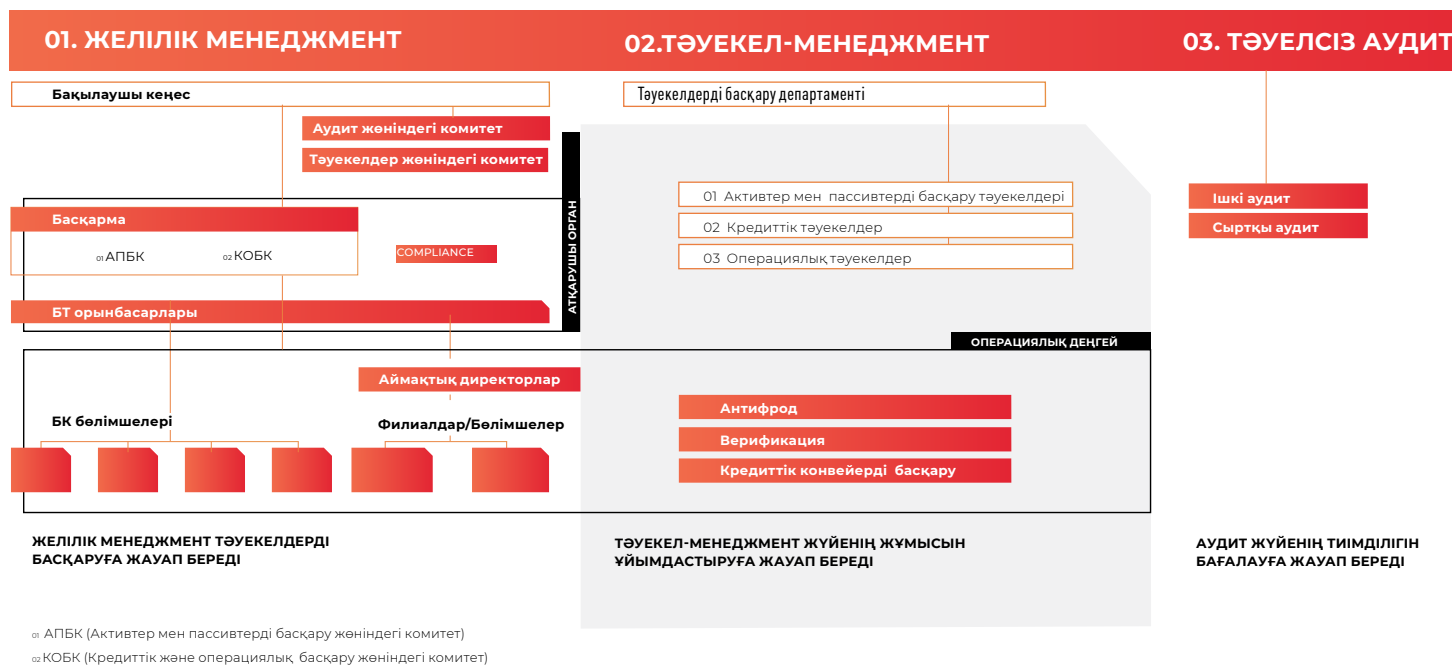 01. ЖЕЛІЛІК МЕНЕДЖМЕНТ
02.ТӘУЕКЕЛ-МЕНЕДЖМЕНТ
03. ТӘУЕЛСІЗ АУДИТ
Бақылаушы кеңес
Аудит жөніндегі комитет
Тәуекелдер жөніндегі комитет
Басқарма
01 АПБК
02 КОБК
COMPLIANCE
БТ орынбасарлары
АТҚАРУШЫ ОРГАН
Аймақтық директорлар
БК бөлімшелері
Филиалдар/Бөлімшелер
ЖЕЛІЛІК МЕНЕДЖМЕНТ ТӘУЕКЕЛДЕРДІ
БАСҚАРУҒА ЖАУАП БЕРЕДІ
Тәуекелдерді басқару департаменті
01 Активтер мен пассивтерді басқару тәуекелдері
02 Кредиттік тәуекелдер
03 Операциялық тәуекелдер
ОПЕРАЦИЯЛЫҚ ДЕҢГЕЙ
Антифрод
Верификация
Кредиттік конвейерді басқару
ТӘУЕКЕЛ-МЕНЕДЖМЕНТ ЖҮЙЕНІҢ ЖҰМЫСЫН
ҰЙЫМДАСТЫРУҒА ЖАУАП БЕРЕДІ
Ішкі аудит
Сыртқы аудит
АУДИТ ЖҮЙЕНІҢ ТИІМДІЛІГІН
БАҒАЛАУҒА ЖАУАП БЕРЕДІ
01 АПБК (Активтер мен пассивтерді басқару жөніндегі комитет)
02 КОБК (Кредиттік және операциялық басқару жөніндегі комитет)